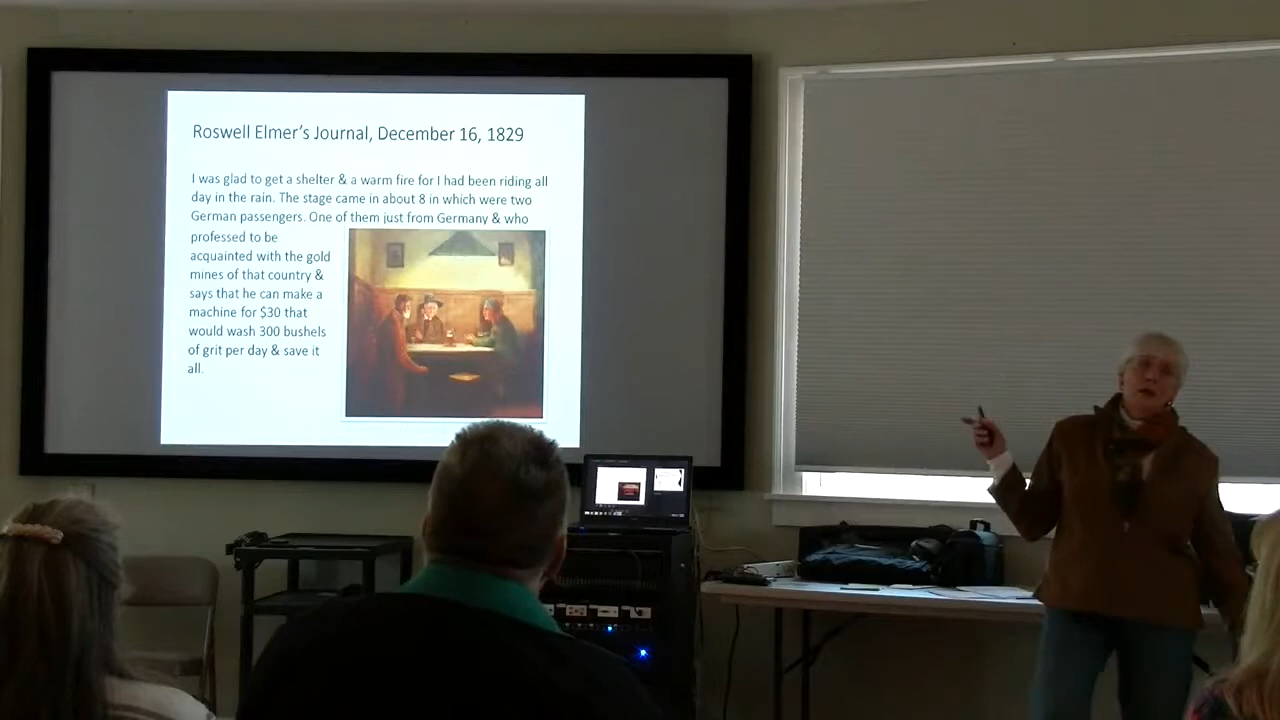 Roswell Elmer's Journal, December 16, 1829
I was glad to get a shelter & a warm fire for I had been riding all
day in the rain. The stage came in about 8 in which were two
German passengers. One of them just from Germany & who
professed to be
acquainted with the gold
mines of that country &
says that he can make a
machine for $30 that
would wash 300 bushels
of grit per day & save it
all.